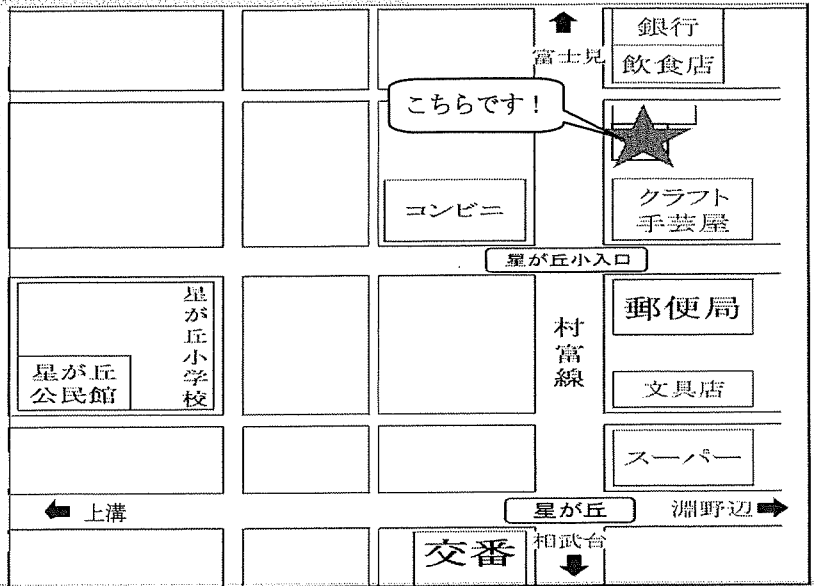 銀行
富士見
飲食店
こちらです！
コンビニ
クラフト
手芸屋
星が丘小入口
星が丘小学校
星が丘
公民館
村富線
郵便局
文具店
スーパー
上溝
星が丘
淵野辺
交番
相武台